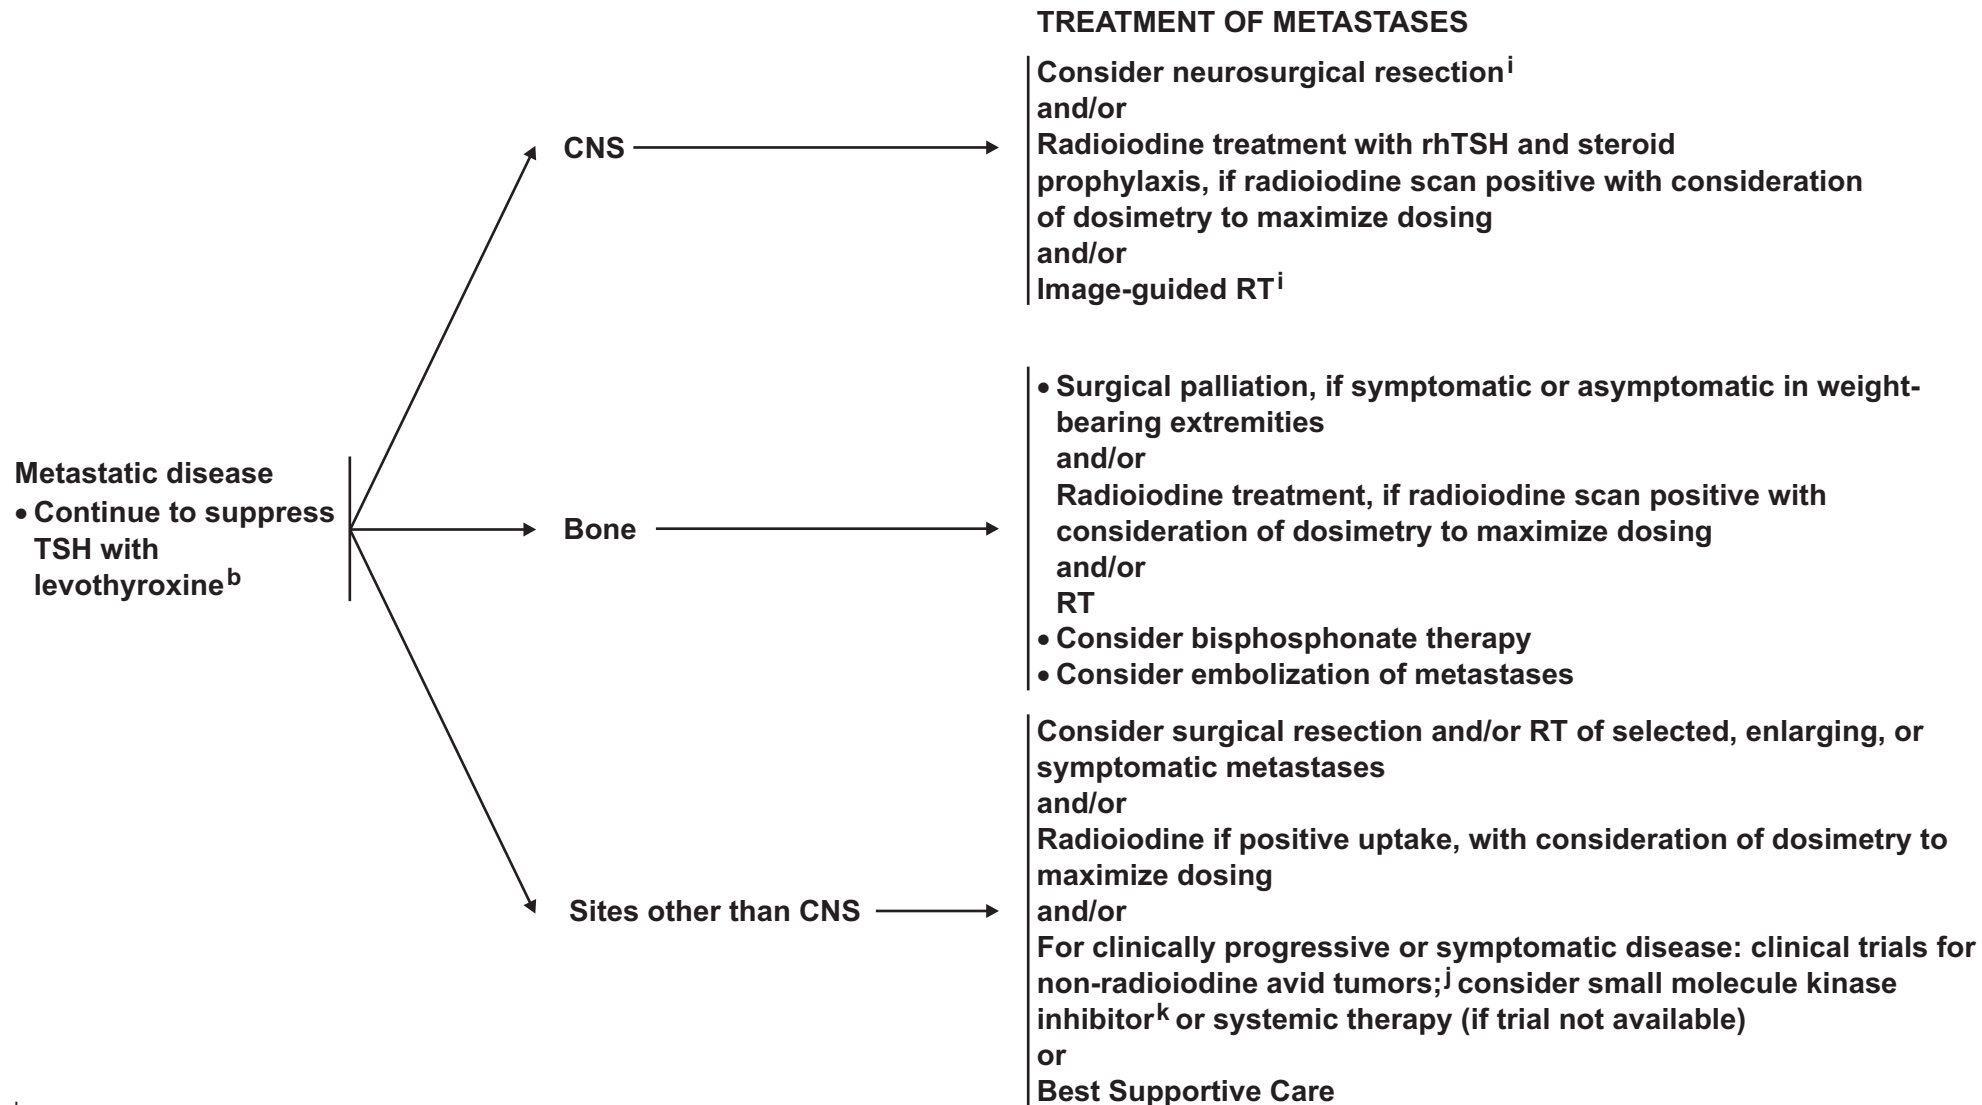 TREATMENT OF METASTASES
Metastatic disease
• Continue to suppress
TSH with
levothyroxine b
CNS
Consider neurosurgical resection i
and/or
Radioiodine treatment with rhTSH and steroid
prophylaxis, if radioiodine scan positive with consideration
of dosimetry to maximize dosing
and/or
Image-guided RT i
Bone
• Surgical palliation, if symptomatic or asymptomatic in weight-
bearing extremities
and/or
Radioiodine treatment, if radioiodine scan positive with
consideration of dosimetry to maximize dosing
and/or
RT
• Consider bisphosphonate therapy
• Consider embolization of metastases
Sites other than CNS
Consider surgical resection and/or RT of selected, enlarging, or
symptomatic metastases
and/or
Radioiodine if positive uptake, with consideration of dosimetry to
maximize dosing
and/or
For clinically progressive or symptomatic disease: clinical trials for
non-radioiodine avid tumors; j consider small molecule kinase
inhibitor k or systemic therapy (if trial not available)
or
Best Supportive Care